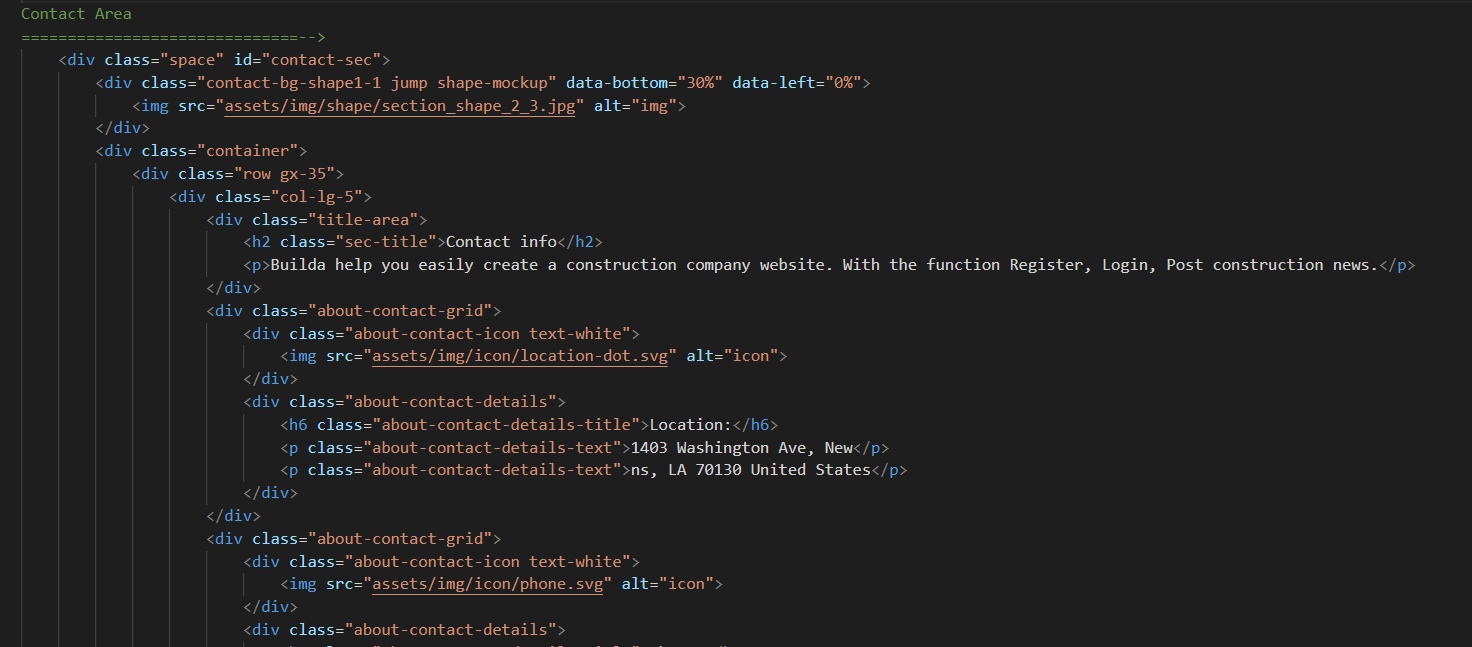 Contact Area
==============================-->
<div class="space" id="contact-sec">
<div class="contact-bg-shape1-1 jump shape-mockup" data-bottom="30%" data-left="0%">
<img src="assets/img/shape/section_shape_2_3.jpg" alt="img">
</div>
<div class="container">
<div class="row gx-35">
<div class="col-lg-5">
<div class="title-area">
<h2 class="sec-title">Contact info</h2>
<p>Builda help you easily create a construction company website. With the function Register, Login, Post construction news.</p>
</div>
<div class="about-contact-grid">
<div class="about-contact-icon text-white">
<img src="assets/img/icon/location-dot.svg" alt="icon">
</div>
<div class="about-contact-details">
<h6 class="about-contact-details-title">Location:</h6>
<p class="about-contact-details-text">1403 Washington Ave, New</p>
<p class="about-contact-details-text">ns, LA 70130 United States</p>
</div>
</div>
<div class="about-contact-grid">
<div class="about-contact-icon text-white">
<img src="assets/img/icon/phone.svg" alt="icon">
</div>
<div class="about-contact-details">